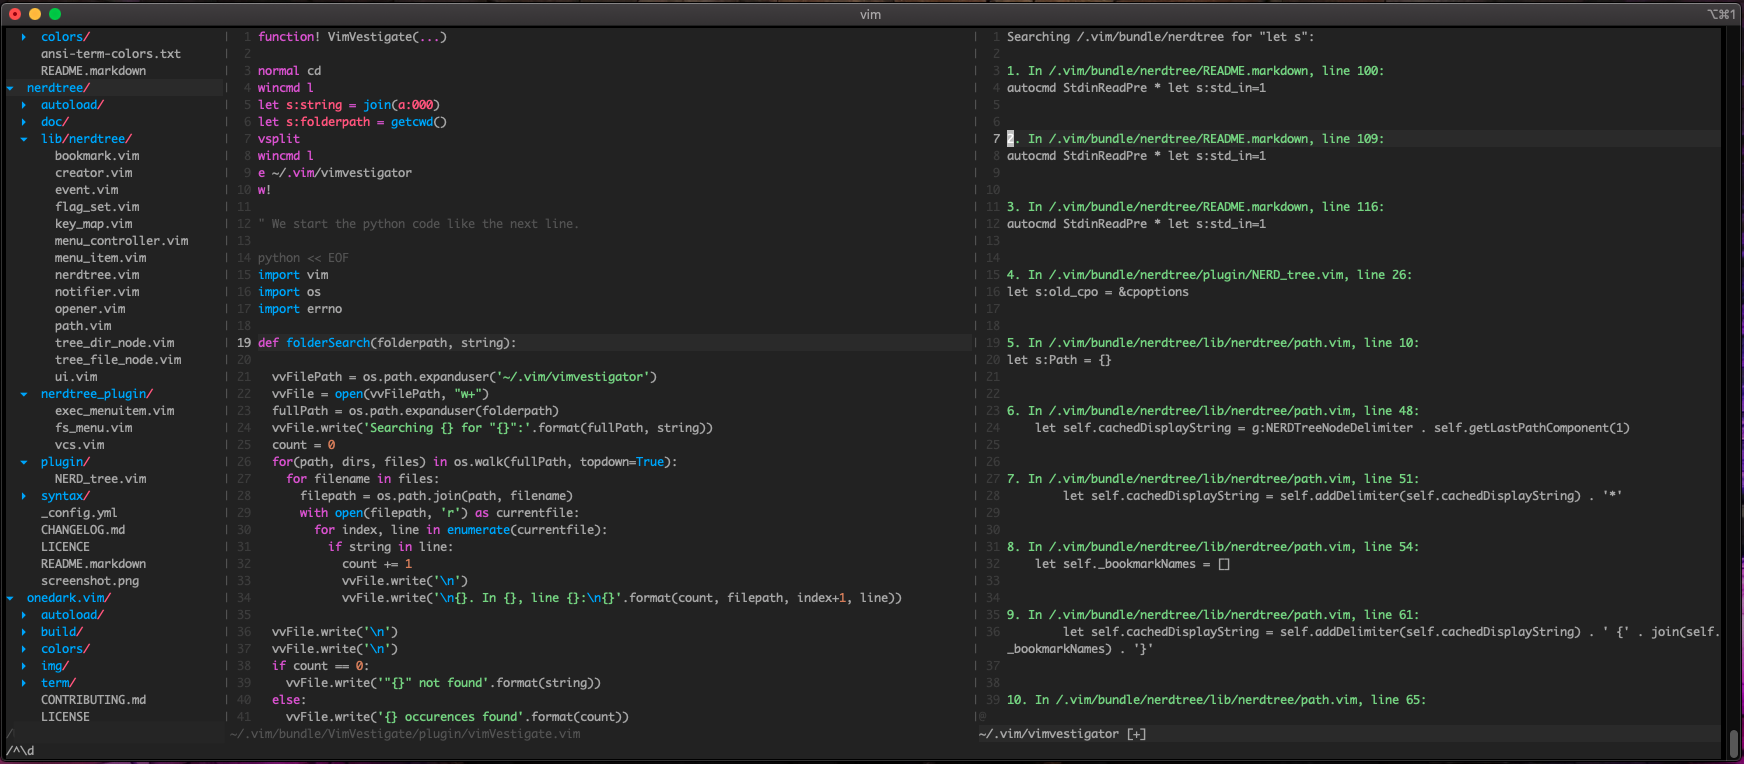 vim
⌥⌘1
▸ colors/
ansi-term-colors.txt
README.markdown
▾ nerdtree/
▸ autoload/
▸ doc/
▾ lib/nerdtree/
bookmark.vim
creator.vim
event.vim
flag_set.vim
key_map.vim
menu_controller.vim
menu_item.vim
nerdtree.vim
notifier.vim
opener.vim
path.vim
tree_dir_node.vim
tree_file_node.vim
ui.vim
▾ nerdtree_plugin/
exec_menuitem.vim
fs_menu.vim
vcs.vim
▾ plugin/
NERD_tree.vim
▸ syntax/
_config.yml
CHANGELOG.md
LICENCE
README.markdown
screenshot.png
▾ onedark.vim/
▸ autoload/
▸ build/
▸ colors/
▸ img/
▸ term/
CONTRIBUTING.md
LICENSE
/
1 function! VimVestigate(...)
2
3 normal cd
4 wincmd l
5 let s:string = join(a:000)
6 let s:folderpath = getcwd()
7 vsplit
8 wincmd l
9 e ~/.vim/vimvestigator
10 w!
11
12 " We start the python code like the next line.
13
14 python << EOF
15 import vim
16 import os
17 import errno
18
19 def folderSearch(folderpath, string):
20
21   vvFilePath = os.path.expanduser('~/.vim/vimvestigator')
22   vvFile = open(vvFilePath, "w+")
23   fullPath = os.path.expanduser(folderpath)
24   vvFile.write('Searching {} for "{}":'.format(fullPath, string))
25   count = 0
26   for(path, dirs, files) in os.walk(fullPath, topdown=True):
27     for filename in files:
28       filepath = os.path.join(path, filename)
29       with open(filepath, 'r') as currentfile:
30         for index, line in enumerate(currentfile):
31           if string in line:
32             count += 1
33             vvFile.write('\n')
34             vvFile.write('\n{}. In {}, line {}:\n{}'.format(count, filepath, index+1, line))
35
36   vvFile.write('\n')
37   vvFile.write('\n')
38   if count == 0:
39     vvFile.write('"{}" not found'.format(string))
40   else:
41     vvFile.write('{} occurences found'.format(count))
~/.vim/bundle/VimVestigate/plugin/vimVestigate.vim
1 Searching /.vim/bundle/nerdtree for "let s":
2
3 1. In /.vim/bundle/nerdtree/README.markdown, line 100:
4 autocmd StdinReadPre * let s:std_in=1
5
6
7 2. In /.vim/bundle/nerdtree/README.markdown, line 109:
8 autocmd StdinReadPre * let s:std_in=1
9
10
11 3. In /.vim/bundle/nerdtree/README.markdown, line 116:
12 autocmd StdinReadPre * let s:std_in=1
13
14
15 4. In /.vim/bundle/nerdtree/plugin/NERD_tree.vim, line 26:
16 let s:old_cpo = &cpoptions
17
18
19 5. In /.vim/bundle/nerdtree/lib/nerdtree/path.vim, line 10:
20 let s:Path = {}
21
22
23 6. In /.vim/bundle/nerdtree/lib/nerdtree/path.vim, line 48:
24     let self.cachedDisplayString = g:NERDTreeNodeDelimiter . self.getLastPathComponent(1)
25
26
27 7. In /.vim/bundle/nerdtree/lib/nerdtree/path.vim, line 51:
28         let self.cachedDisplayString = self.addDelimiter(self.cachedDisplayString) . '*'
29
30
31 8. In /.vim/bundle/nerdtree/lib/nerdtree/path.vim, line 54:
32     let self._bookmarkNames = []
33
34
35 9. In /.vim/bundle/nerdtree/lib/nerdtree/path.vim, line 61:
36         let self.cachedDisplayString = self.addDelimiter(self.cachedDisplayString) . ' {' . join(self.
_bookmarkNames) . '}'
37
38
39 10. In /.vim/bundle/nerdtree/lib/nerdtree/path.vim, line 65:
@
~/.vim/vimvestigator [+]
/^\d